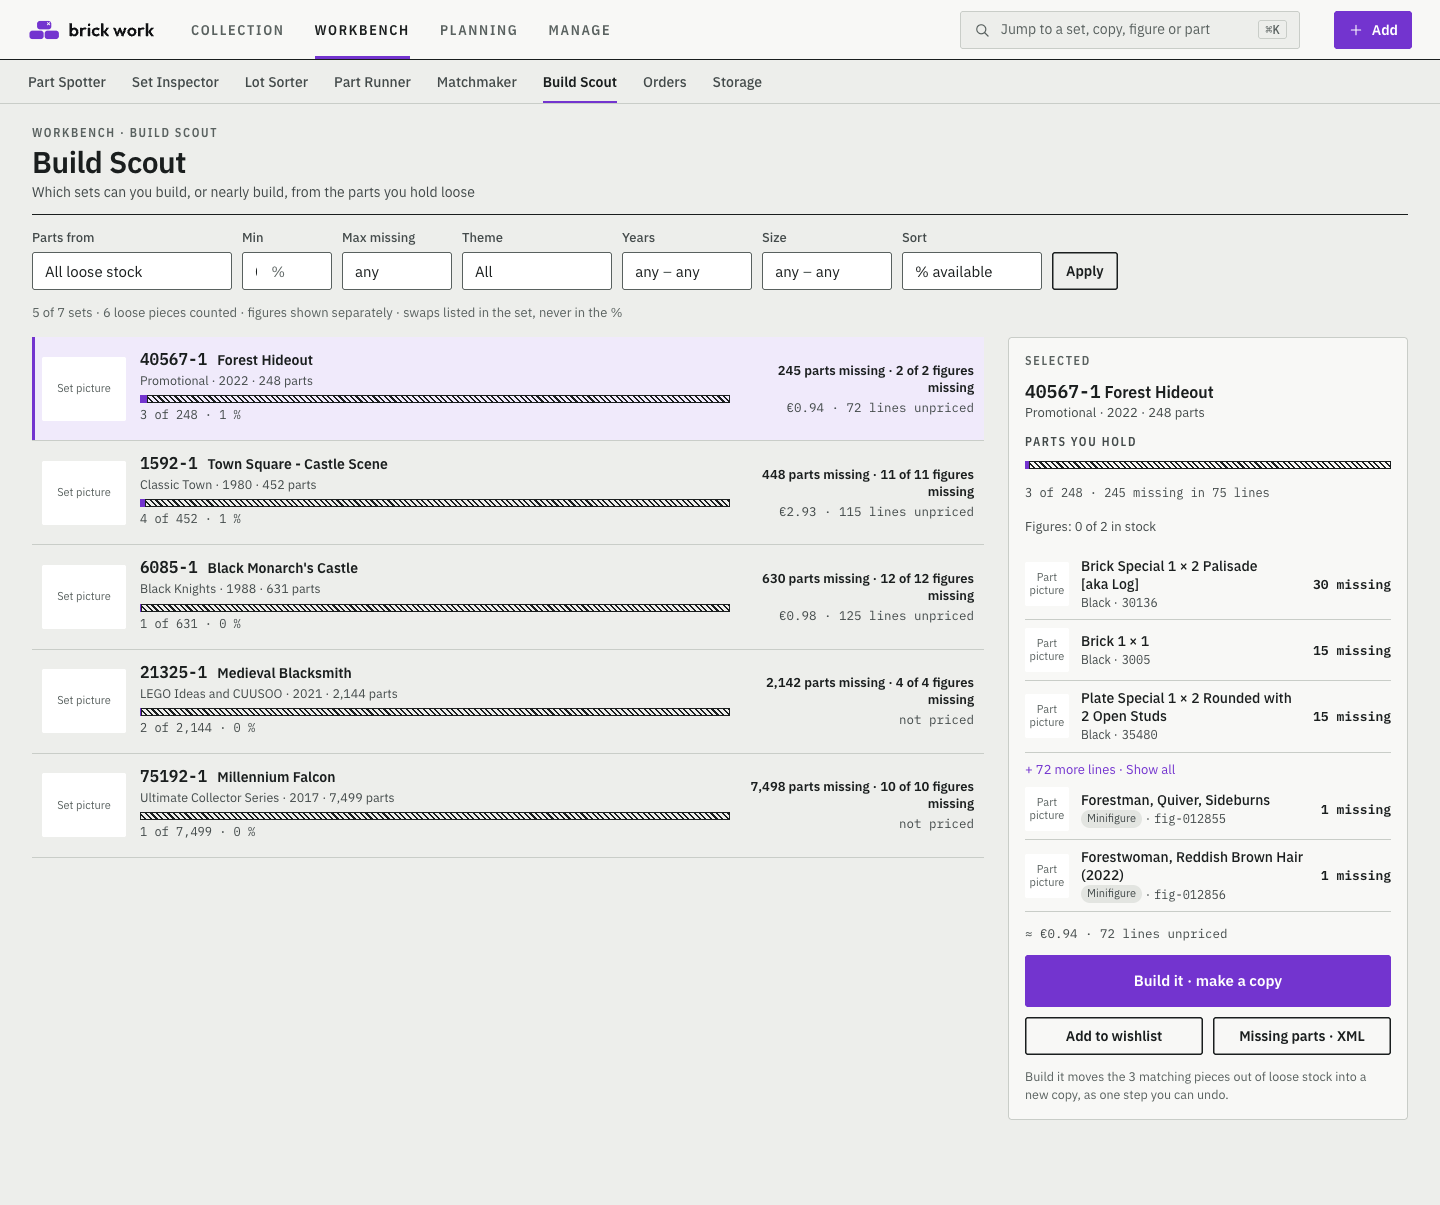 brick work
COLLECTION
WORKBENCH
PLANNING
MANAGE
Jump to a set, copy, figure or part
⌘K
+ Add
Part Spotter
Set Inspector
Lot Sorter
Part Runner
Matchmaker
Build Scout
Orders
Storage
WORKBENCH · BUILD SCOUT
Build Scout
Which sets can you build, or nearly build, from the parts you hold loose
Parts from
Min
Max missing
Theme
Years
Size
Sort
All loose stock
%
any
All
any – any
any – any
% available
Apply
5 of 7 sets · 6 loose pieces counted · figures shown separately · swaps listed in the set, never in the %
Set picture
40567-1 Forest Hideout
Promotional · 2022 · 248 parts
3 of 248 · 1 %
245 parts missing · 2 of 2 figures
missing
€0.94 · 72 lines unpriced
Set picture
1592-1 Town Square - Castle Scene
Classic Town · 1980 · 452 parts
4 of 452 · 1 %
448 parts missing · 11 of 11 figures
missing
€2.93 · 115 lines unpriced
Set picture
6085-1 Black Monarch's Castle
Black Knights · 1988 · 631 parts
1 of 631 · 0 %
630 parts missing · 12 of 12 figures
missing
€0.98 · 125 lines unpriced
Set picture
21325-1 Medieval Blacksmith
LEGO Ideas and CUUSOO · 2021 · 2,144 parts
2 of 2,144 · 0 %
2,142 parts missing · 4 of 4 figures
missing
not priced
Set picture
75192-1 Millennium Falcon
Ultimate Collector Series · 2017 · 7,499 parts
1 of 7,499 · 0 %
7,498 parts missing · 10 of 10 figures
missing
not priced
SELECTED
40567-1 Forest Hideout
Promotional · 2022 · 248 parts
PARTS YOU HOLD
3 of 248 · 245 missing in 75 lines
Figures: 0 of 2 in stock
Part
picture
Brick Special 1 × 2 Palisade
[aka Log]
Black · 30136
30 missing
Part
picture
Brick 1 × 1
Black · 3005
15 missing
Part
picture
Plate Special 1 × 2 Rounded with
2 Open Studs
Black · 35480
15 missing
+ 72 more lines · Show all
Part
picture
Forestman, Quiver, Sideburns
Minifigure · fig-012855
1 missing
Part
picture
Forestwoman, Reddish Brown Hair
(2022)
Minifigure · fig-012856
1 missing
≈ €0.94 · 72 lines unpriced
Build it · make a copy
Add to wishlist
Missing parts · XML
Build it moves the 3 matching pieces out of loose stock into a
new copy, as one step you can undo.